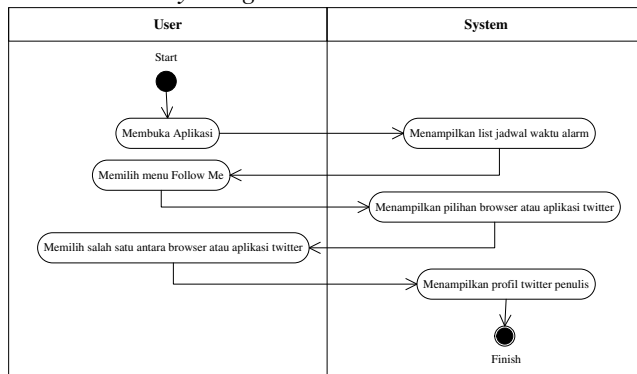 User
System
Start
Membuka Aplikasi
Menampilkan list jadwal waktu alarm
Memilih menu Follow Me
Menampilkan pilihan browser atau aplikasi twitter
Memilih salah satu antara browser atau aplikasi twitter
Menampilkan profil twitter penulis
Finish